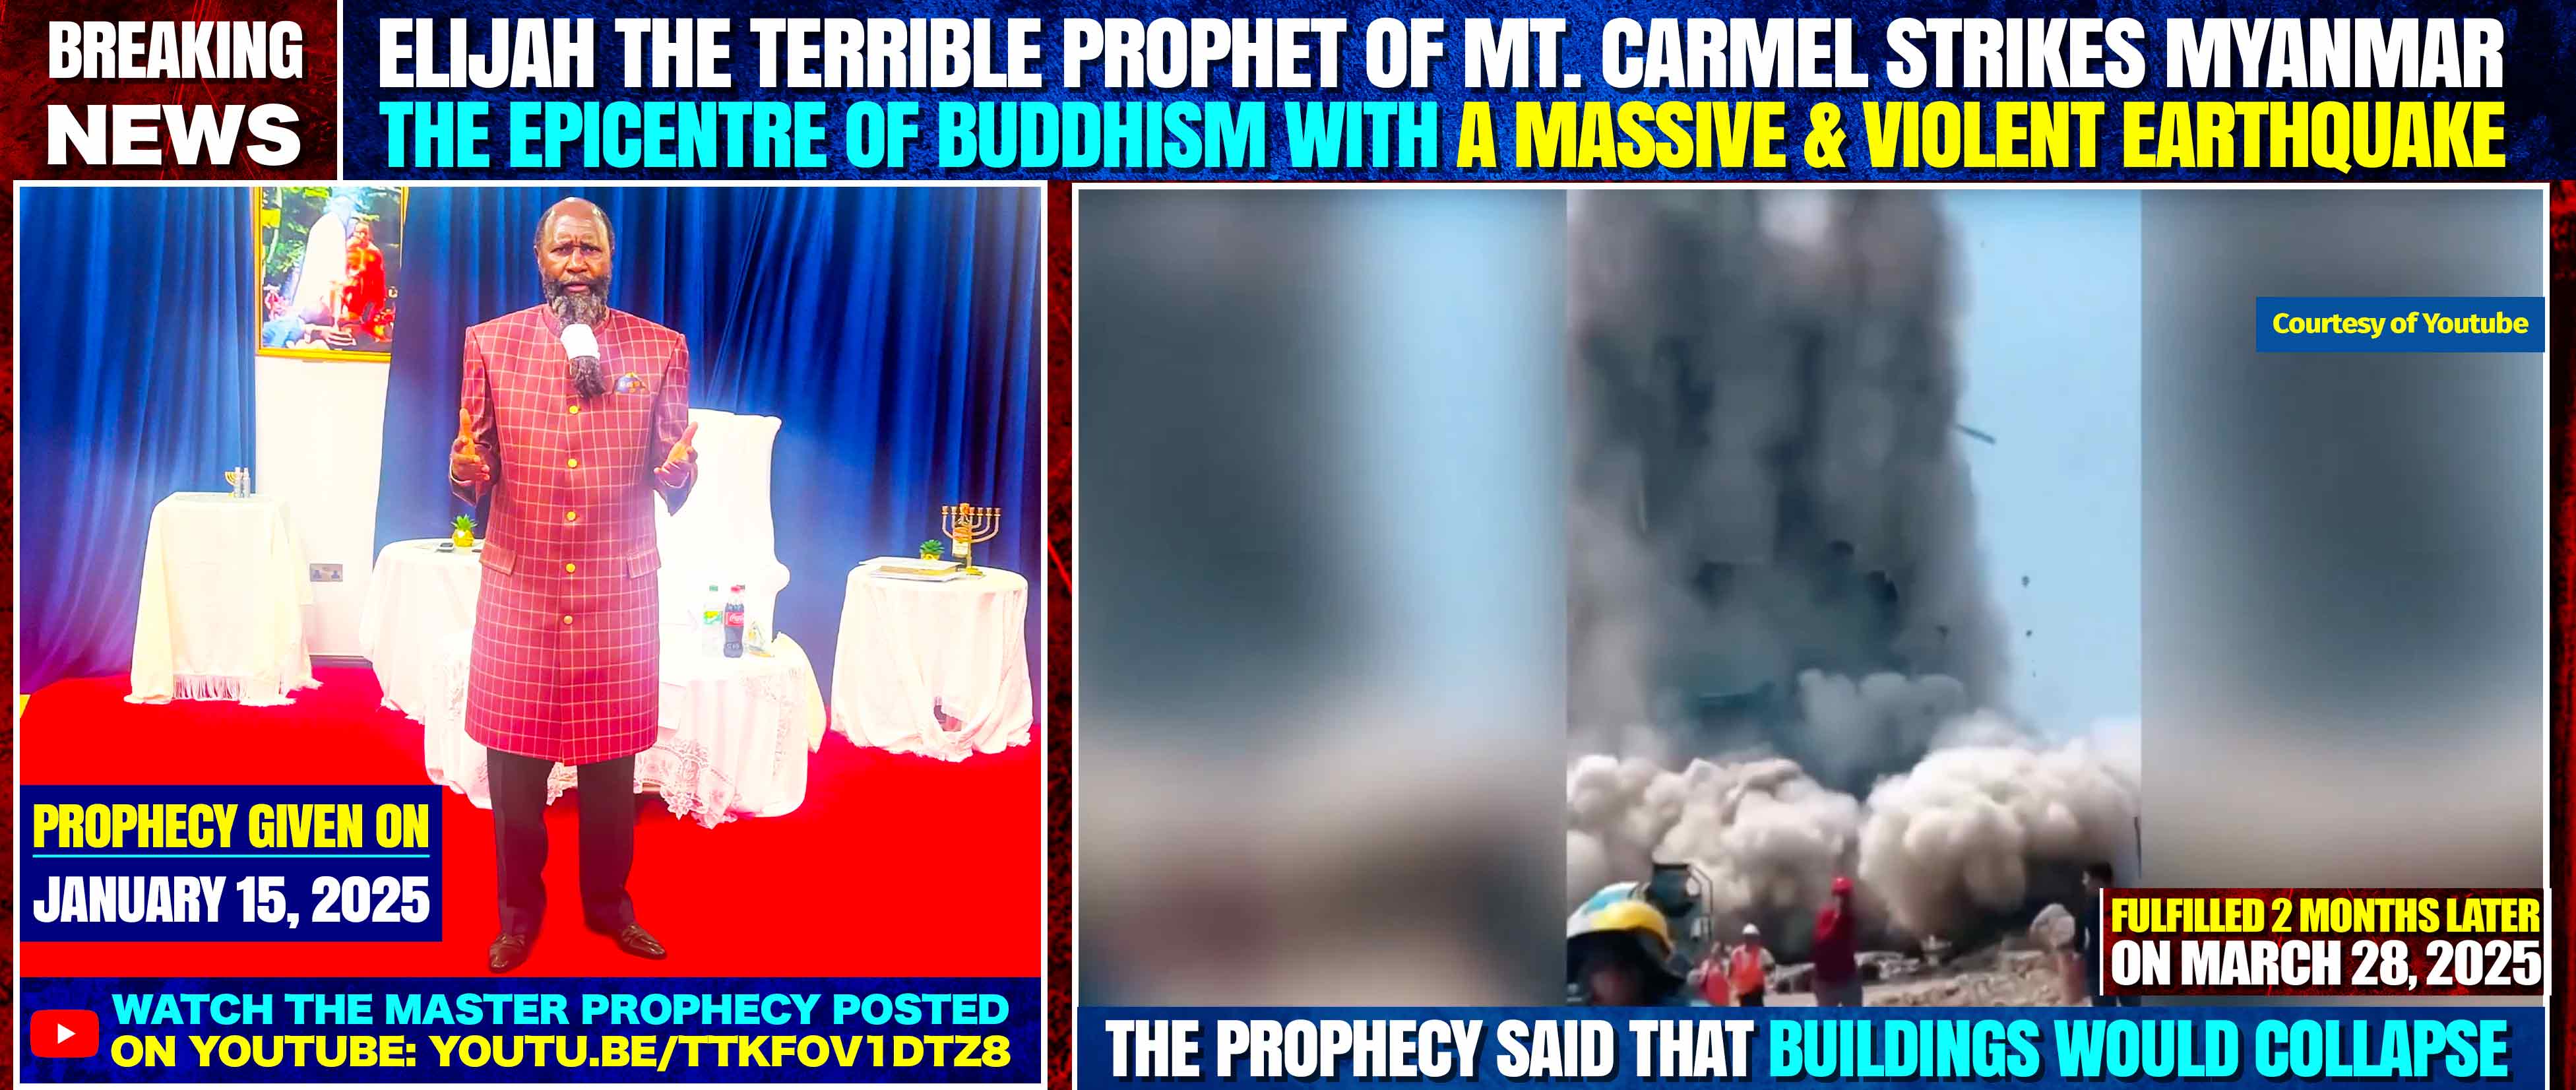 BREAKING
NEWS
ELIJAH THE TERRIBLE PROPHET OF MT. CARMEL STRIKES MYANMAR
THE EPICENTRE OF BUDDHISM WITH A MASSIVE & VIOLENT EARTHQUAKE
Courtesy of Youtube
PROPHECY GIVEN ON
JANUARY 15, 2025
WATCH THE MASTER PROPHECY POSTED
ON YOUTUBE: YOUTU.BE/TTKFOV1DTZ8
FULFILLED 2 MONTHS LATER
ON MARCH 28, 2025
THE PROPHECY SAID THAT BUILDINGS WOULD COLLAPSE